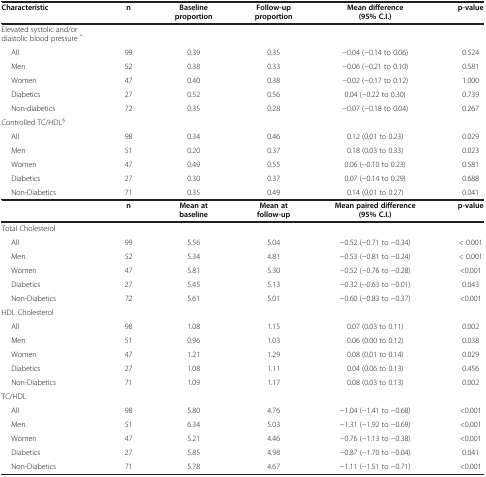 Characteristic n Baseline proportion Follow-up proportion Mean difference (95% C.I.) p-value
Elevated systolic and/or
diastolic blood pressure *
All 99 0.39 0.35 −0.04 (−0.14 to 0.06) 0.524
Men 52 0.38 0.33 −0.06 (−0.21 to 0.10) 0.581
Women 47 0.40 0.38 −0.02 (−0.17 to 0.12) 1.000
Diabetics 27 0.52 0.56 0.04 (−0.22 to 0.30) 0.739
Non-diabetics 72 0.35 0.28 −0.07 (−0.18 to 0.04) 0.267
Controlled TC/HDL§
All 98 0.34 0.46 0.12 (0.01 to 0.23) 0.029
Men 51 0.20 0.37 0.18 (0.03 to 0.33) 0.023
Women 47 0.49 0.55 0.06 (−0.10 to 0.23) 0.581
Diabetics 27 0.30 0.37 0.07 (−0.14 to 0.29) 0.688
Non-Diabetics 71 0.35 0.49 0.14 (0.01 to 0.27) 0.041
n Mean at baseline Mean at follow-up Mean paired difference (95% C.I.) p-value
Total Cholesterol
All 99 5.56 5.04 −0.52 (−0.71 to −0.34) < 0.001
Men 52 5.34 4.81 −0.53 (−0.81 to −0.24) < 0.001
Women 47 5.81 5.30 −0.52 (−0.76 to −0.28) <0.001
Diabetics 27 5.45 5.13 −0.32 (−0.63 to −0.01) 0.043
Non-Diabetics 72 5.61 5.01 −0.60 (−0.83 to −0.37) <0.001
HDL Cholesterol
All 98 1.08 1.15 0.07 (0.03 to 0.11) 0.002
Men 51 0.96 1.03 0.06 (0.00 to 0.12) 0.038
Women 47 1.21 1.29 0.08 (0.01 to 0.14) 0.029
Diabetics 27 1.08 1.11 0.04 (0.06 to 0.13) 0.456
Non-Diabetics 71 1.09 1.17 0.08 (0.03 to 0.13) 0.002
TC/HDL
All 98 5.80 4.76 −1.04 (−1.41 to −0.68) <0.001
Men 51 6.34 5.03 −1.31 (−1.92 to −0.69) <0.001
Women 47 5.21 4.46 −0.76 (−1.13 to −0.38) <0.001
Diabetics 27 5.85 4.98 −0.87 (−1.70 to −0.04) 0.041
Non-Diabetics 71 5.78 4.67 −1.11 (−1.51 to −0.71) <0.001